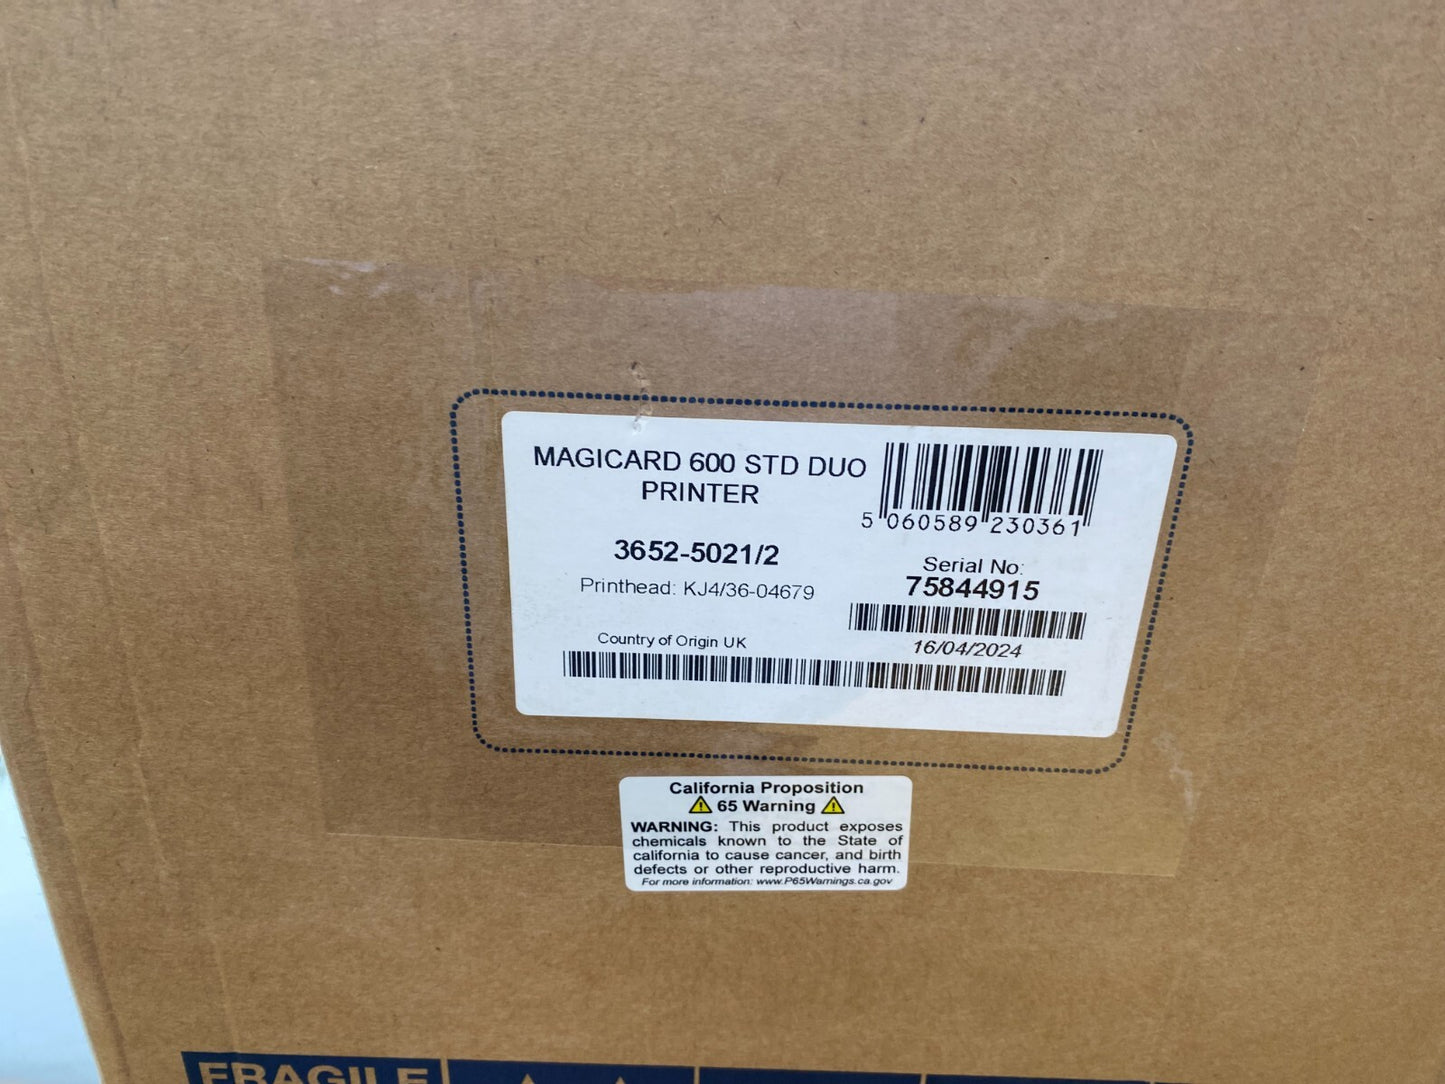 MAGICARD 600 STD DUO
PRINTER
5 060589 230361
3652-5021/2
Printhead: KJ4/36-04679
Serial No:
75844915
Country of Origin UK
16/04/2024
California Proposition
65 Warning
WARNING: This product exposes
chemicals known to the State of
california to cause cancer, and birth
defects or other reproductive harm.
For more information: www.P65Warnings.ca.gov
FRAGILE